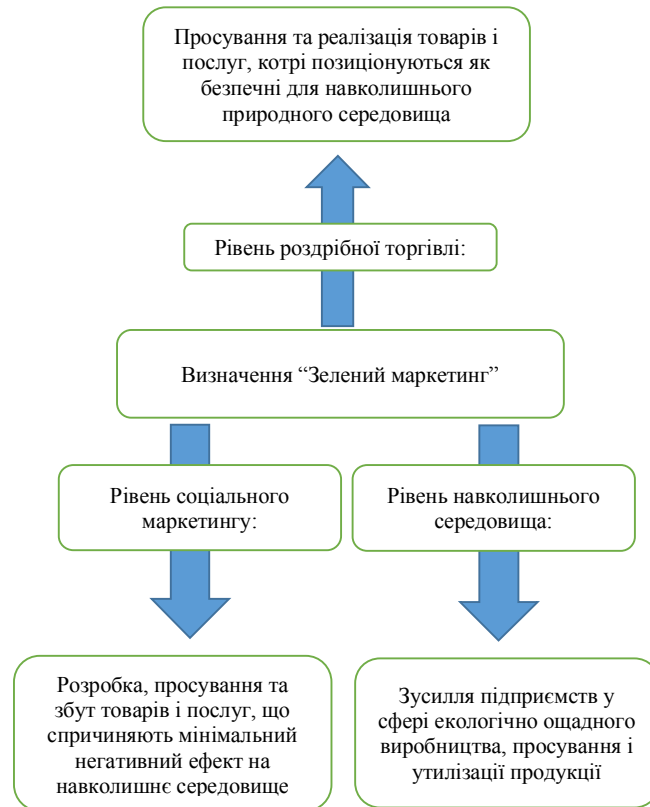 Просування та реалізація товарів і
послуг, котрі позиціонуються як
безпечні для навколишнього
природного середовища
Рівень роздрібної торгівлі:
Визначення “Зелений маркетинг”
Рівень соціального
маркетингу:
Рівень навколишнього
середовища:
Розробка, просування та
збут товарів і послуг, що
спричиняють мінімальний
негативний ефект на
навколишнє середовище
Зусилля підприємств у
сфері екологічно ощадного
виробництва, просування і
утилізації продукції